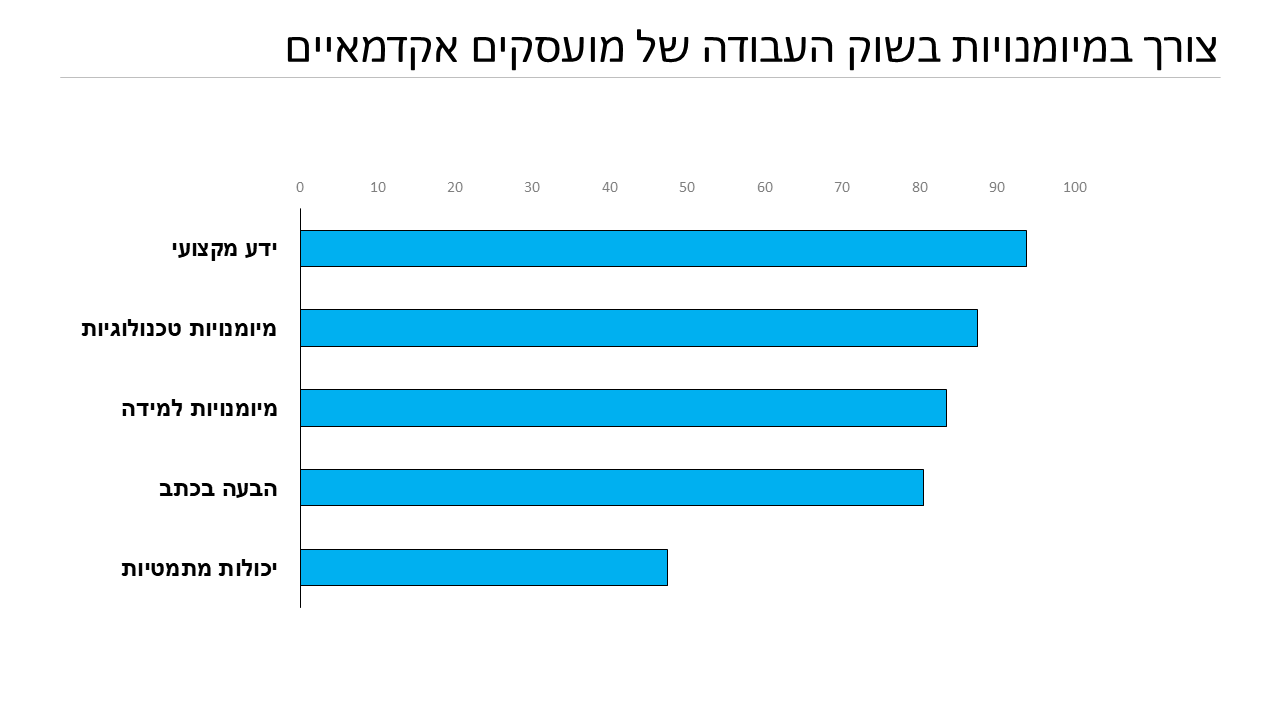 צורך במיומנויות בשוק העבודה של מועסקים אקדמאיים
0 10 20 30 40 50 60 70 80 90 100
ידע מקצועי
מיומנויות טכנולוגיות
מיומנויות למידה
הבעה בכתב
יכולות מתמטיות